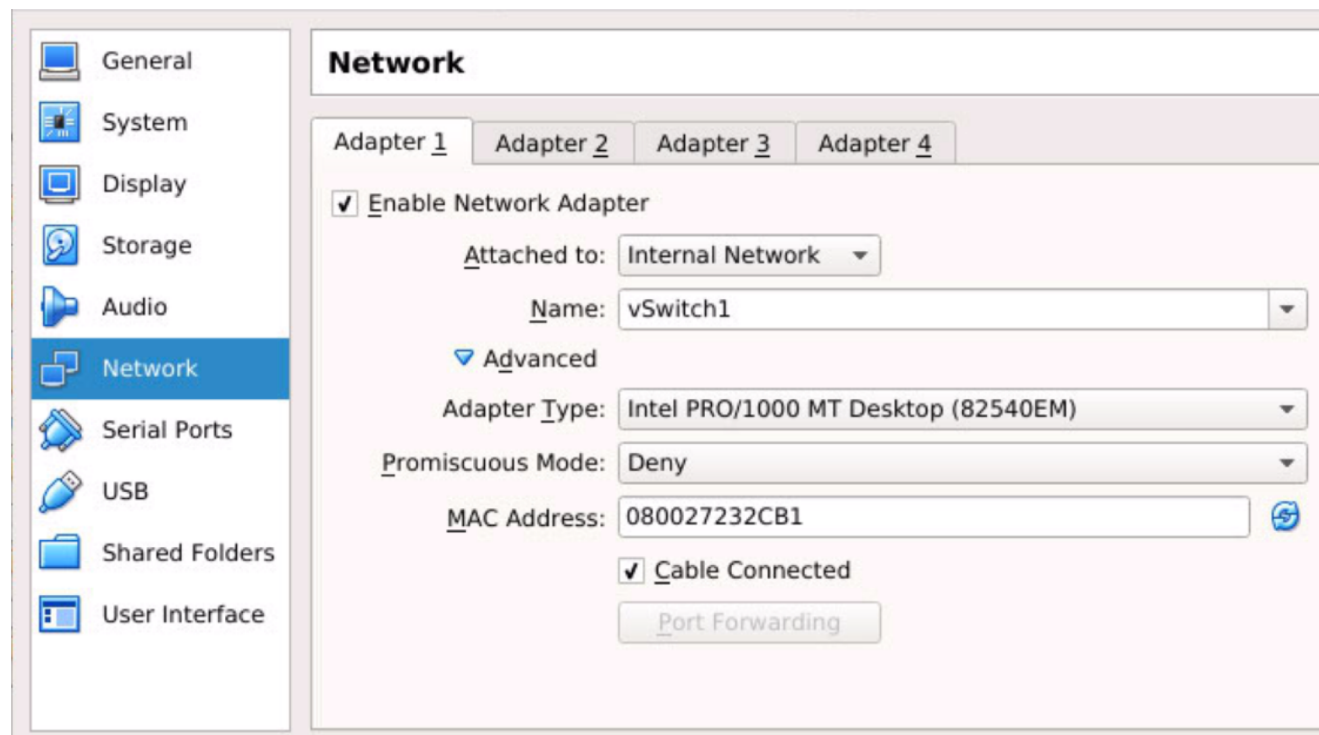 General
System
Display
Storage
Audio
Network
Serial Ports
USB
Shared Folders
User Interface
Network
Adapter 1
Adapter 2
Adapter 3
Adapter 4
Enable Network Adapter
Attached to: Internal Network
Name: vSwitch1
Advanced
Adapter Type: Intel PRO/1000 MT Desktop (82540EM)
Promiscuous Mode: Deny
MAC Address: 080027232CB1
Cable Connected
Port Forwarding